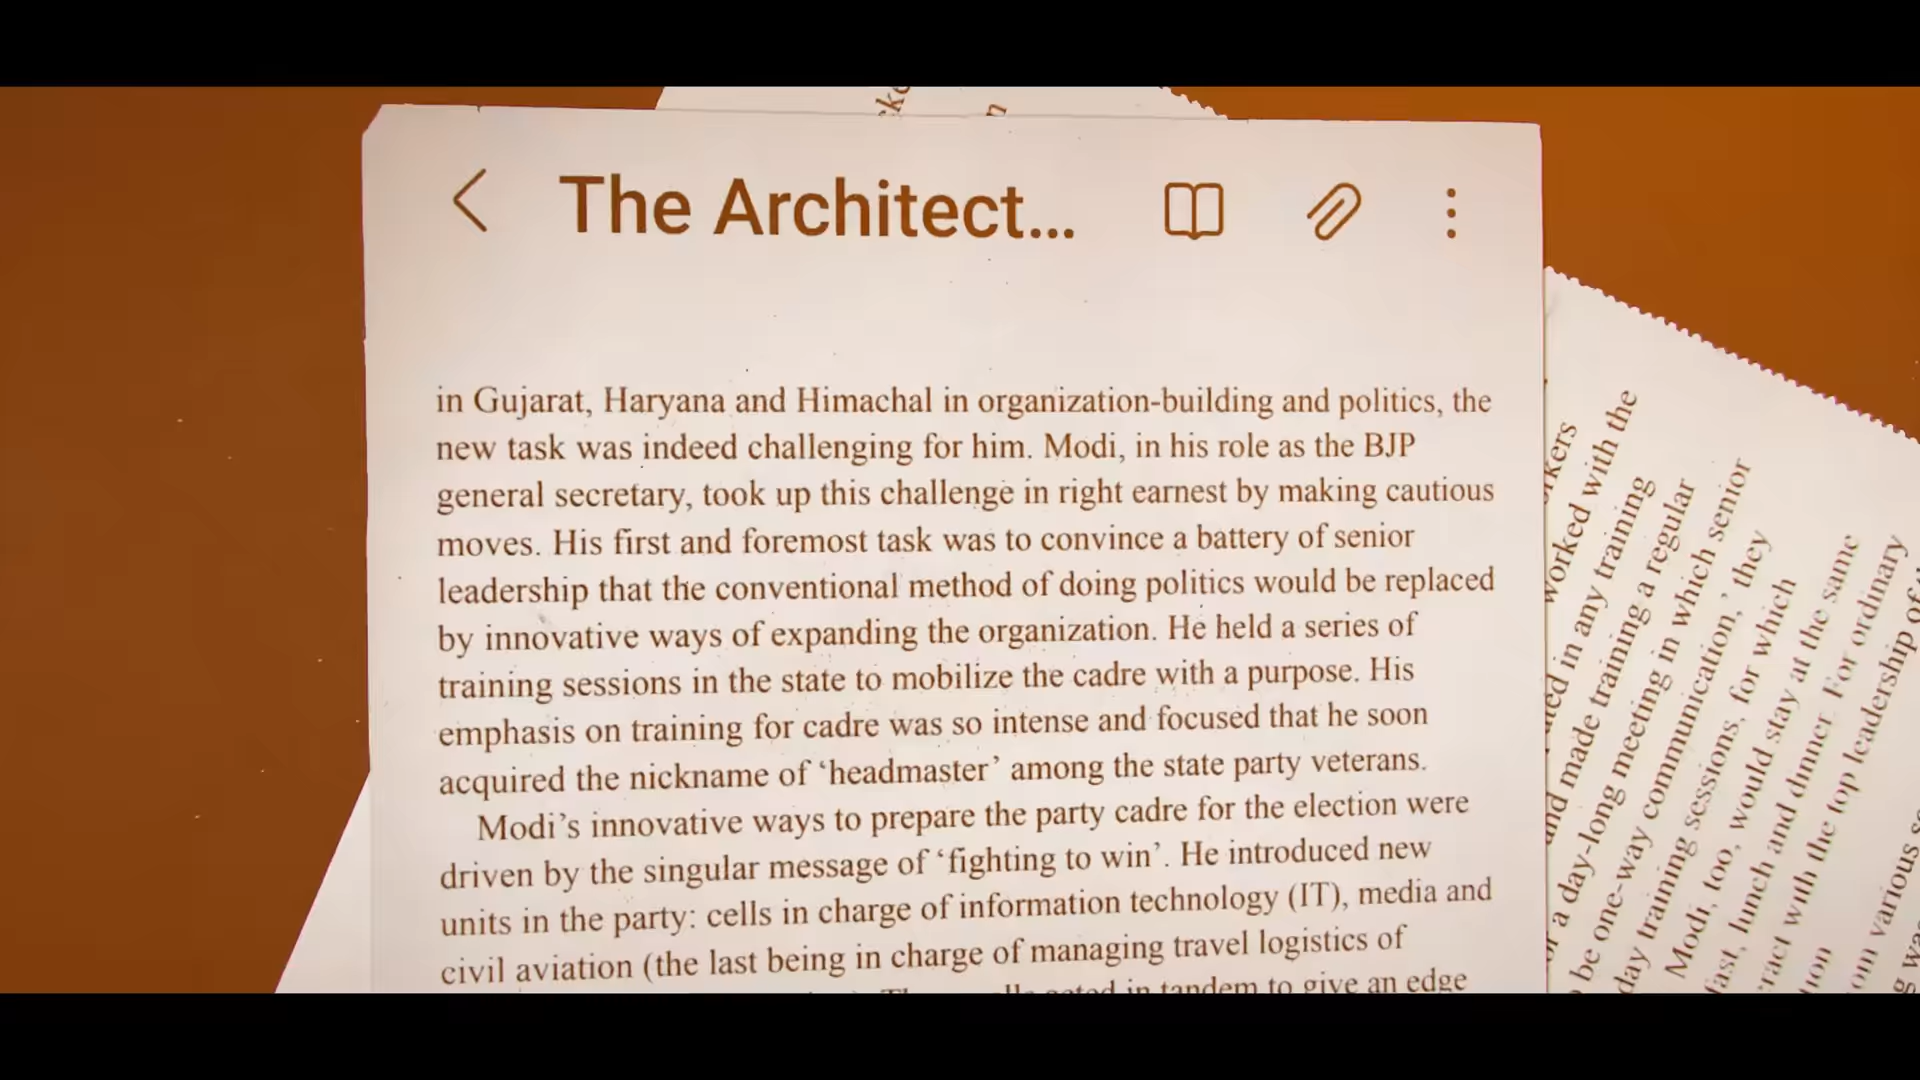 The Architect...
in Gujarat, Haryana and Himachal in organization-building and politics, the
new task was indeed challenging for him. Modi, in his role as the BJP
general secretary, took up this challenge in right earnest by making cautious
moves. His first and foremost task was to convince a battery of senior
leadership that the conventional method of doing politics would be replaced
by innovative ways of expanding the organization. He held a series of
training sessions in the state to mobilize the cadre with a purpose. His
emphasis on training for cadre was so intense and focused that he soon
acquired the nickname of ‘headmaster’ among the state party veterans.
Modi’s innovative ways to prepare the party cadre for the election were
driven by the singular message of ‘fighting to win’. He introduced new
units in the party: cells in charge of information technology (IT), media and
civil aviation (the last being in charge of managing travel logistics of
in tandem to give an edge
worked with the
in any training
and made training a regular
a day-long meeting in which senior
be one-way communication,’ they
day training sessions, for which
Modi, too, would stay at the same
lunch and dinner. For ordinary
with the top leadership of
various